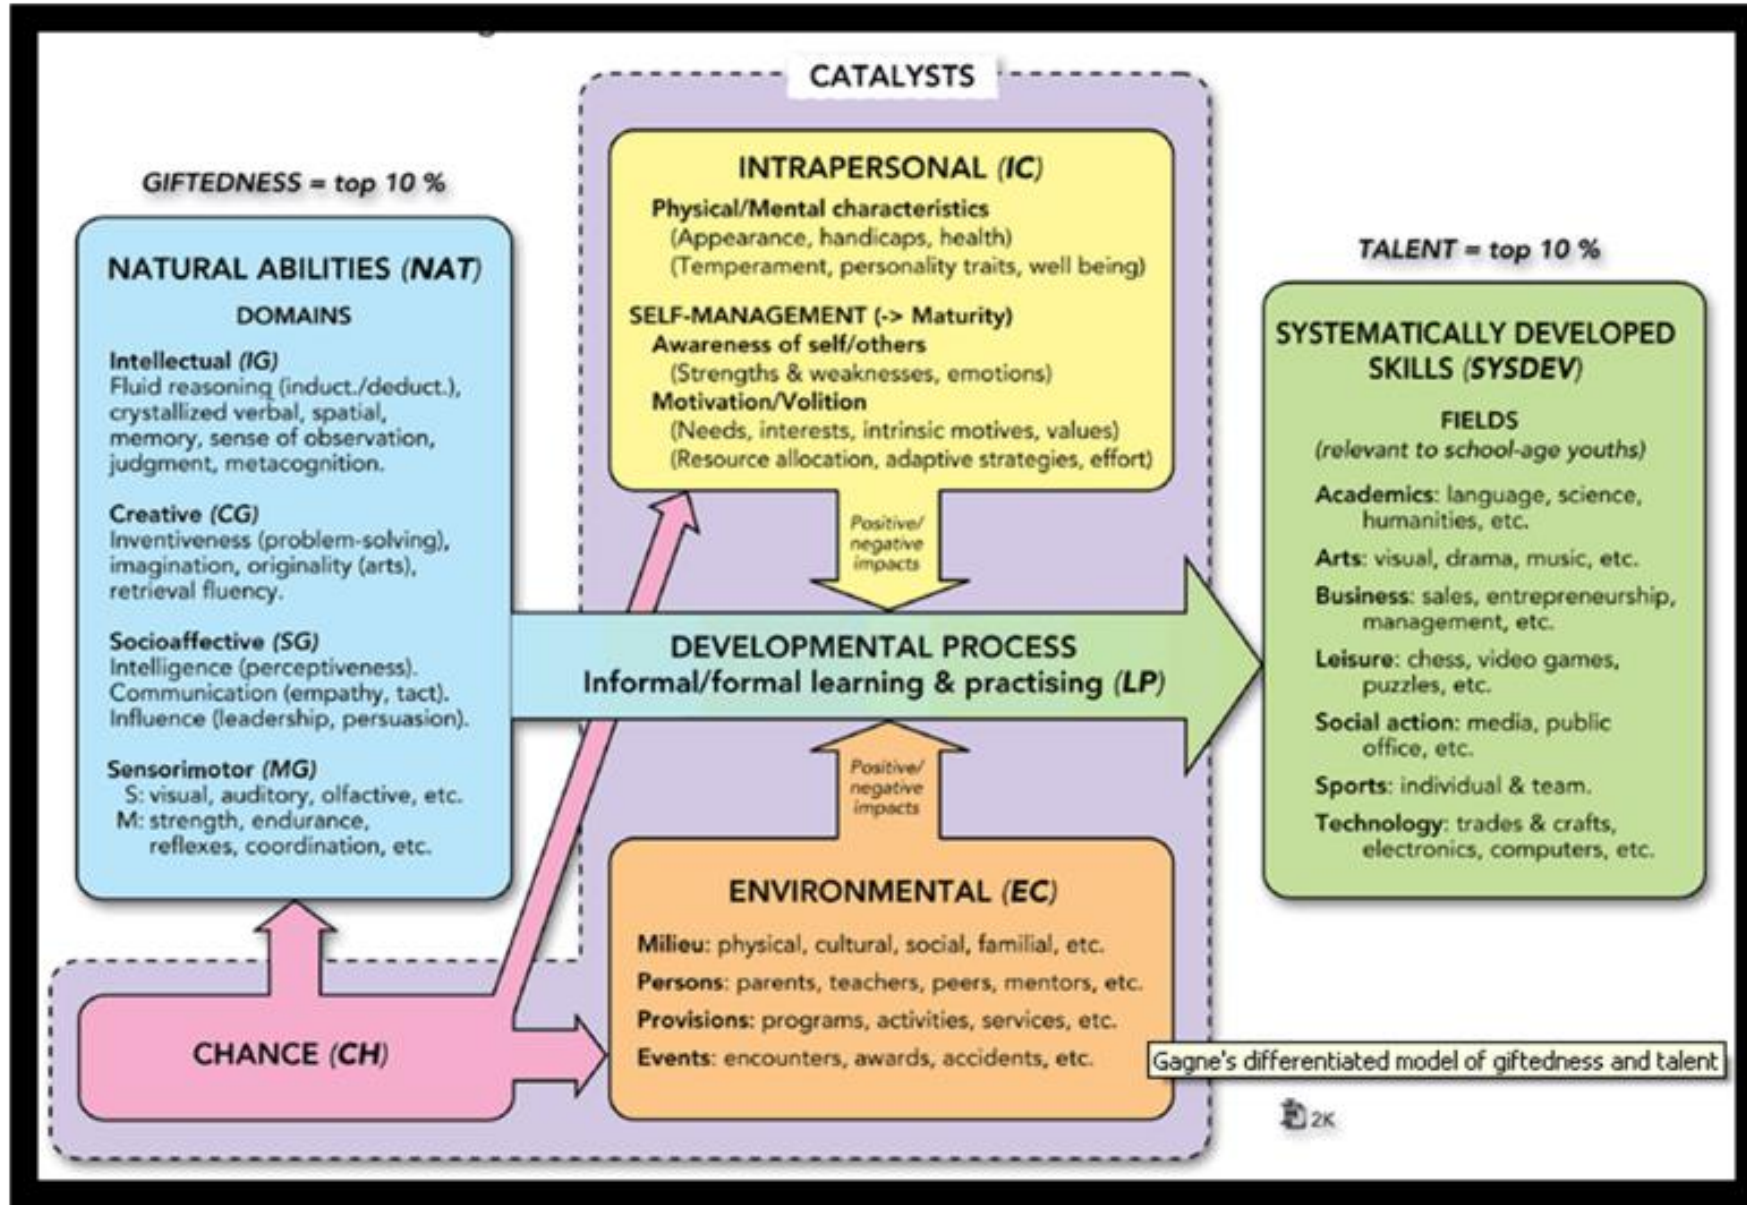 CATALYSTS
GIFTEDNESS = top 10 %
NATURAL ABILITIES (NAT)
DOMAINS
Intellectual (IG)
Fluid reasoning (induct./deduct.),
crystallized verbal, spatial,
memory, sense of observation,
judgment, metacognition.
Creative (CG)
Inventiveness (problem-solving),
imagination, originality (arts),
retrieval fluency.
Socioaffective (SG)
Intelligence (perceptiveness).
Communication (empathy, tact).
Influence (leadership, persuasion).
Sensorimotor (MG)
S: visual, auditory, olfactive, etc.
M: strength, endurance,
reflexes, coordination, etc.
CHANCE (CH)
INTRAPERSONAL (IC)
Physical/Mental characteristics
(Appearance, handicaps, health)
(Temperament, personality traits, well being)
SELF-MANAGEMENT (-> Maturity)
Awareness of self/others
(Strengths & weaknesses, emotions)
Motivation/Volition
(Needs, interests, intrinsic motives, values)
(Resource allocation, adaptive strategies, effort)
Positive/
negative
impacts
DEVELOPMENTAL PROCESS
Informal/formal learning & practising (LP)
Positive/
negative
impacts
ENVIRONMENTAL (EC)
Milieu: physical, cultural, social, familial, etc.
Persons: parents, teachers, peers, mentors, etc.
Provisions: programs, activities, services, etc.
Events: encounters, awards, accidents, etc.
TALENT = top 10 %
SYSTEMATICALLY DEVELOPED
SKILLS (SYSDEV)
FIELDS
(relevant to school-age youths)
Academics: language, science,
humanities, etc.
Arts: visual, drama, music, etc.
Business: sales, entrepreneurship,
management, etc.
Leisure: chess, video games,
puzzles, etc.
Social action: media, public
office, etc.
Sports: individual & team.
Technology: trades & crafts,
electronics, computers, etc.
Gagne's differentiated model of giftedness and talent
2K